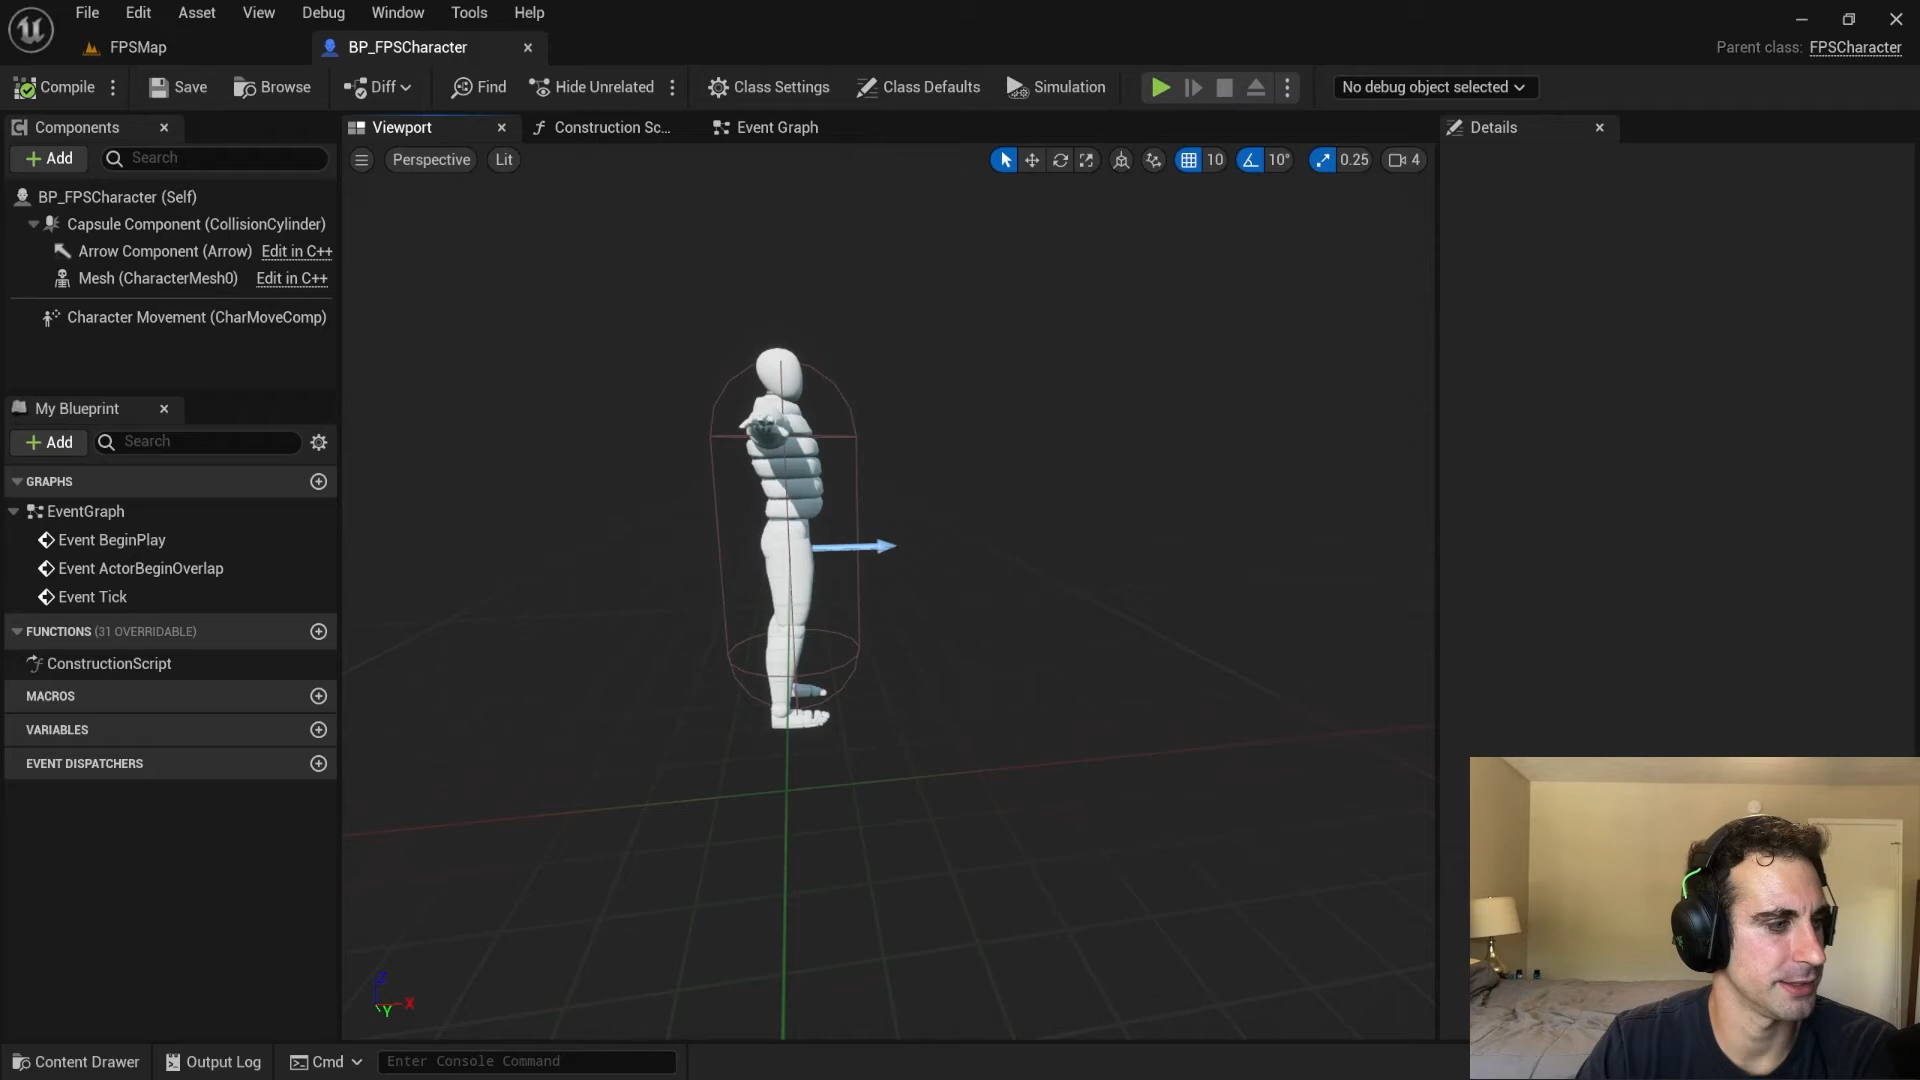 File Edit Asset View Debug Window Tools Help
FPSMap
BP_FPSCharacter
Parent class: FPSCharacter
Compile Save Browse Diff Find Hide Unrelated Class Settings Class Defaults Simulation No debug object selected
Components
Add
Search
BP_FPSCharacter (Self)
Capsule Component (CollisionCylinder)
Arrow Component (Arrow) Edit in C++
Mesh (CharacterMesh0) Edit in C++
Character Movement (CharMoveComp)
My Blueprint
Add
Search
GRAPHS
EventGraph
Event BeginPlay
Event ActorBeginOverlap
Event Tick
FUNCTIONS (31 OVERRIDABLE)
ConstructionScript
MACROS
VARIABLES
EVENT DISPATCHERS
Viewport Construction Sc... Event Graph
Perspective Lit 10 10° 0.25 4
Z
X
Y
Details
Content Drawer Output Log Cmd Enter Console Command